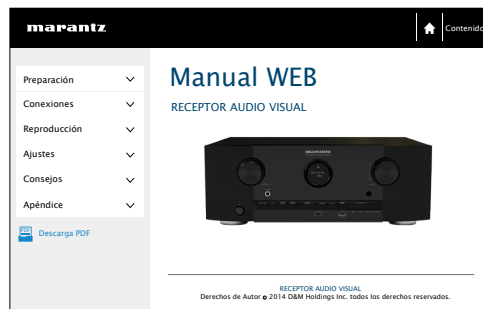 marantz
Contenido
Preparación
Conexiones
Reproducción
Ajustes
Consejos
Apéndice
Descarga PDF
Manual WEB
RECEPTOR AUDIO VISUAL
marantz
RECEPTOR AUDIO VISUAL
Derechos de Autor © 2014 D&M Holdings Inc. todos los derechos reservados.